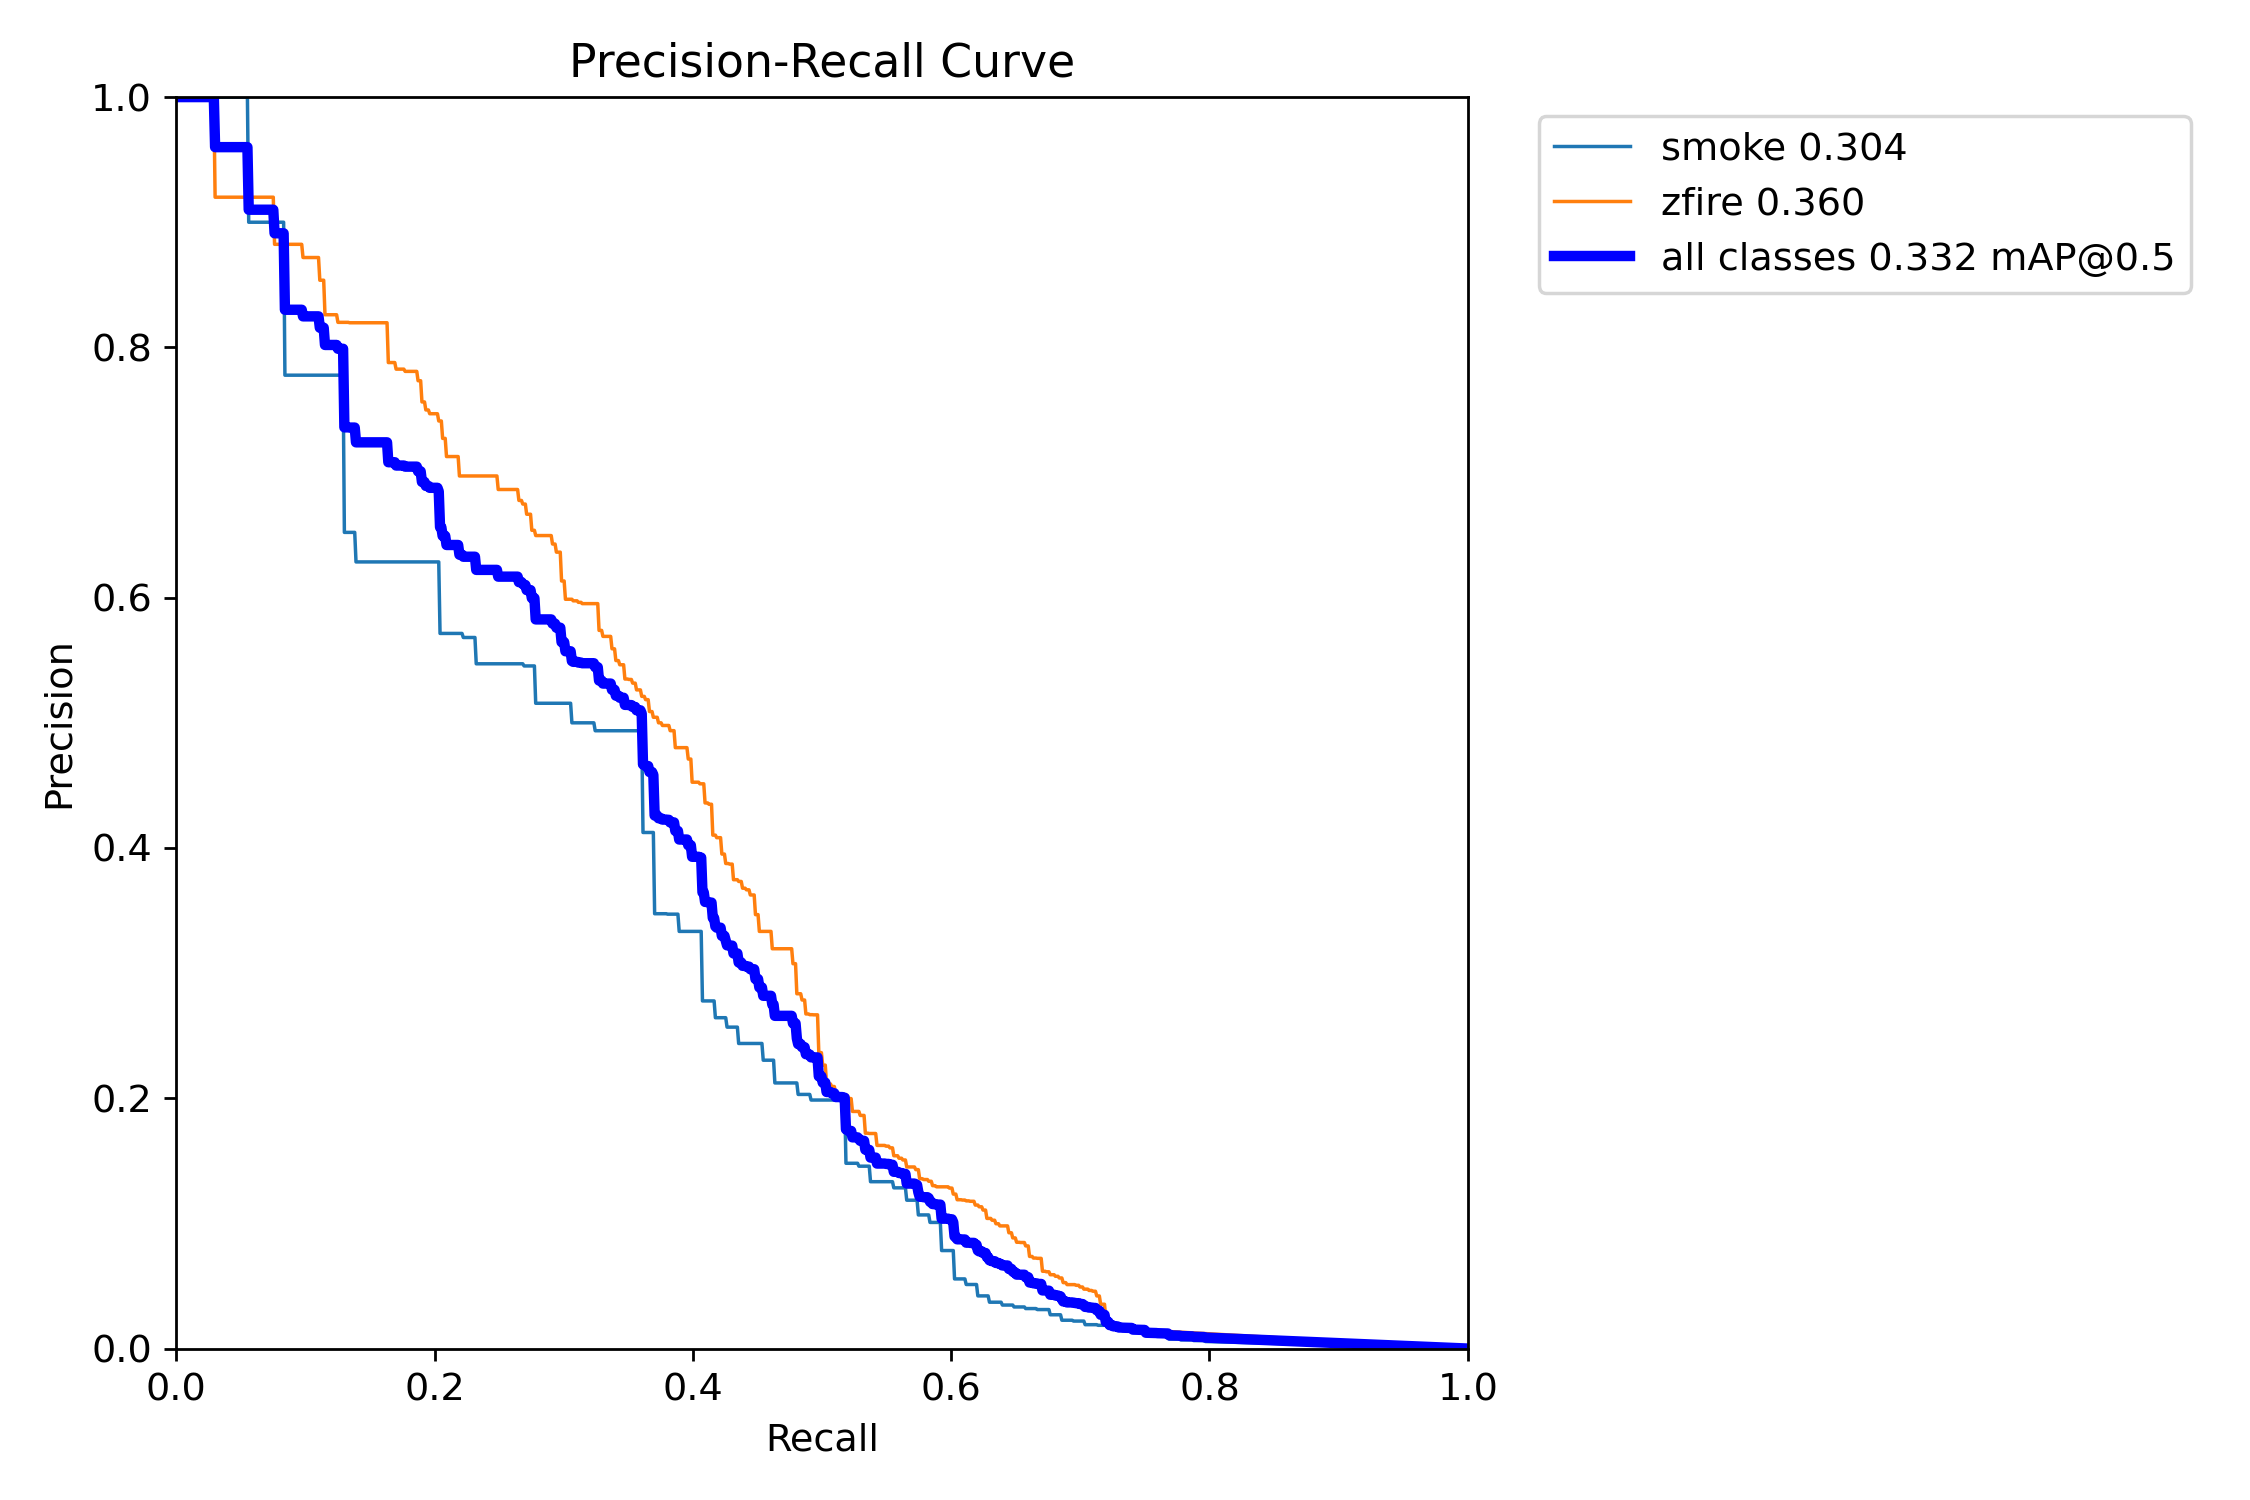 Precision-Recall Curve
1.0
0.8
0.6
0.4
0.2
0.0
Precision
0.0 0.2 0.4 0.6 0.8 1.0
Recall
smoke 0.304
zfire 0.360
all classes 0.332 mAP@0.5